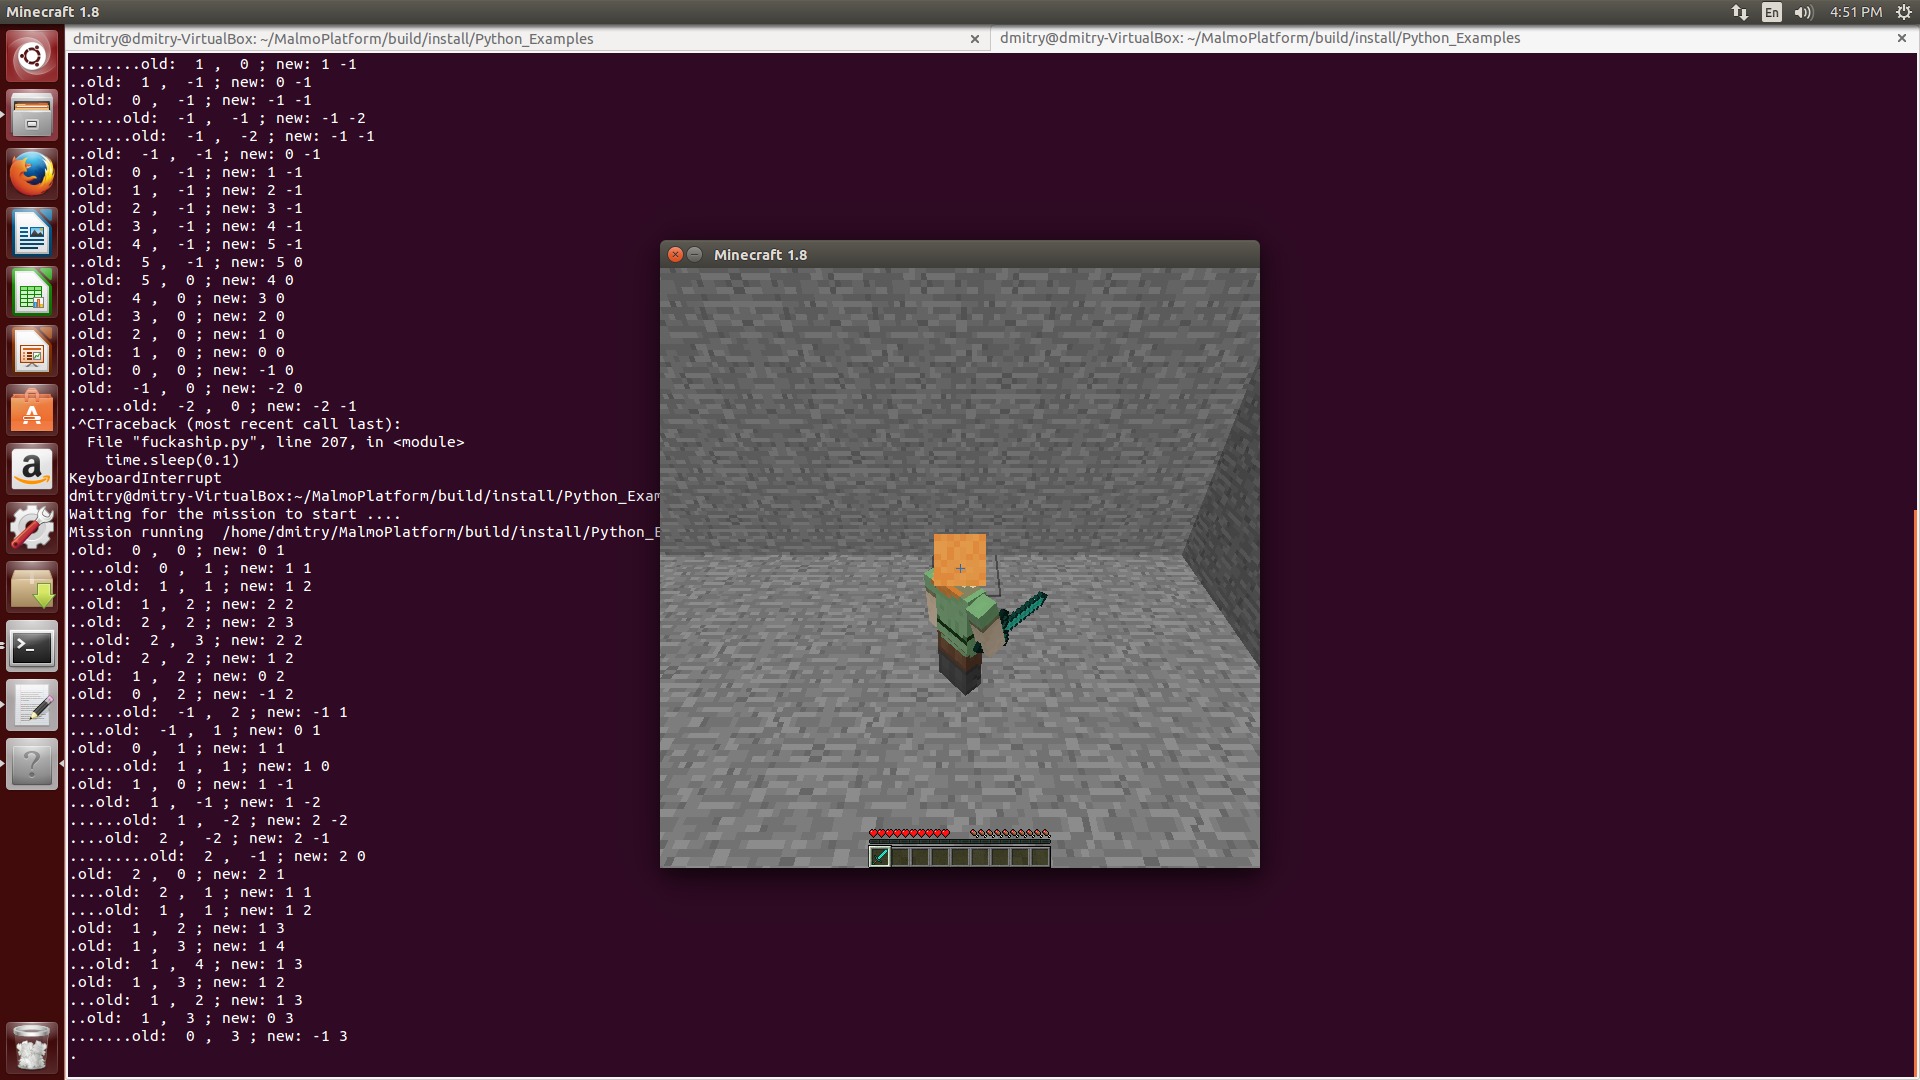 Minecraft 1.8
En
4:51 PM
dmitry@dmitry-VirtualBox: ~/MalmoPlatform/build/install/Python_Examples
dmitry@dmitry-VirtualBox: ~/MalmoPlatform/build/install/Python_Examples
........old:  1 ,  0 ; new: 1 -1
..old:  1 ,  -1 ; new: 0 -1
.old:  0 ,  -1 ; new: -1 -1
......old:  -1 ,  -1 ; new: -1 -2
.......old:  -1 ,  -2 ; new: -1 -1
..old:  -1 ,  -1 ; new: 0 -1
.old:  0 ,  -1 ; new: 1 -1
.old:  1 ,  -1 ; new: 2 -1
.old:  2 ,  -1 ; new: 3 -1
.old:  3 ,  -1 ; new: 4 -1
.old:  4 ,  -1 ; new: 5 -1
..old:  5 ,  -1 ; new: 5 0
..old:  5 ,  0 ; new: 4 0
.old:  4 ,  0 ; new: 3 0
.old:  3 ,  0 ; new: 2 0
.old:  2 ,  0 ; new: 1 0
.old:  1 ,  0 ; new: 0 0
.old:  0 ,  0 ; new: -1 0
.old:  -1 ,  0 ; new: -2 0
......old:  -2 ,  0 ; new: -2 -1
.^CTraceback (most recent call last):
  File "fuckaship.py", line 207, in <module>
    time.sleep(0.1)
KeyboardInterrupt
dmitry@dmitry-VirtualBox:~/MalmoPlatform/build/install/Python_Exam
Waiting for the mission to start ....
Mission running  /home/dmitry/MalmoPlatform/build/install/Python_E
.old:  0 ,  0 ; new: 0 1
....old:  0 ,  1 ; new: 1 1
....old:  1 ,  1 ; new: 1 2
..old:  1 ,  2 ; new: 2 2
..old:  2 ,  2 ; new: 2 3
...old:  2 ,  3 ; new: 2 2
..old:  2 ,  2 ; new: 1 2
.old:  1 ,  2 ; new: 0 2
.old:  0 ,  2 ; new: -1 2
......old:  -1 ,  2 ; new: -1 1
....old:  -1 ,  1 ; new: 0 1
.old:  0 ,  1 ; new: 1 1
......old:  1 ,  1 ; new: 1 0
.old:  1 ,  0 ; new: 1 -1
...old:  1 ,  -1 ; new: 1 -2
......old:  1 ,  -2 ; new: 2 -2
....old:  2 ,  -2 ; new: 2 -1
.........old:  2 ,  -1 ; new: 2 0
.old:  2 ,  0 ; new: 2 1
....old:  2 ,  1 ; new: 1 1
....old:  1 ,  1 ; new: 1 2
.old:  1 ,  2 ; new: 1 3
.old:  1 ,  3 ; new: 1 4
...old:  1 ,  4 ; new: 1 3
.old:  1 ,  3 ; new: 1 2
...old:  1 ,  2 ; new: 1 3
..old:  1 ,  3 ; new: 0 3
.......old:  0 ,  3 ; new: -1 3
.
Minecraft 1.8